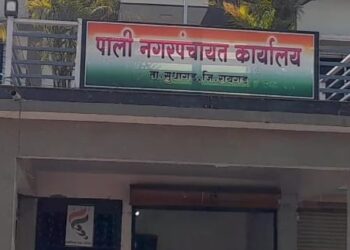 पाली नगरपंचायत कार्यालय
ता. सुधागड, जि. रायगड